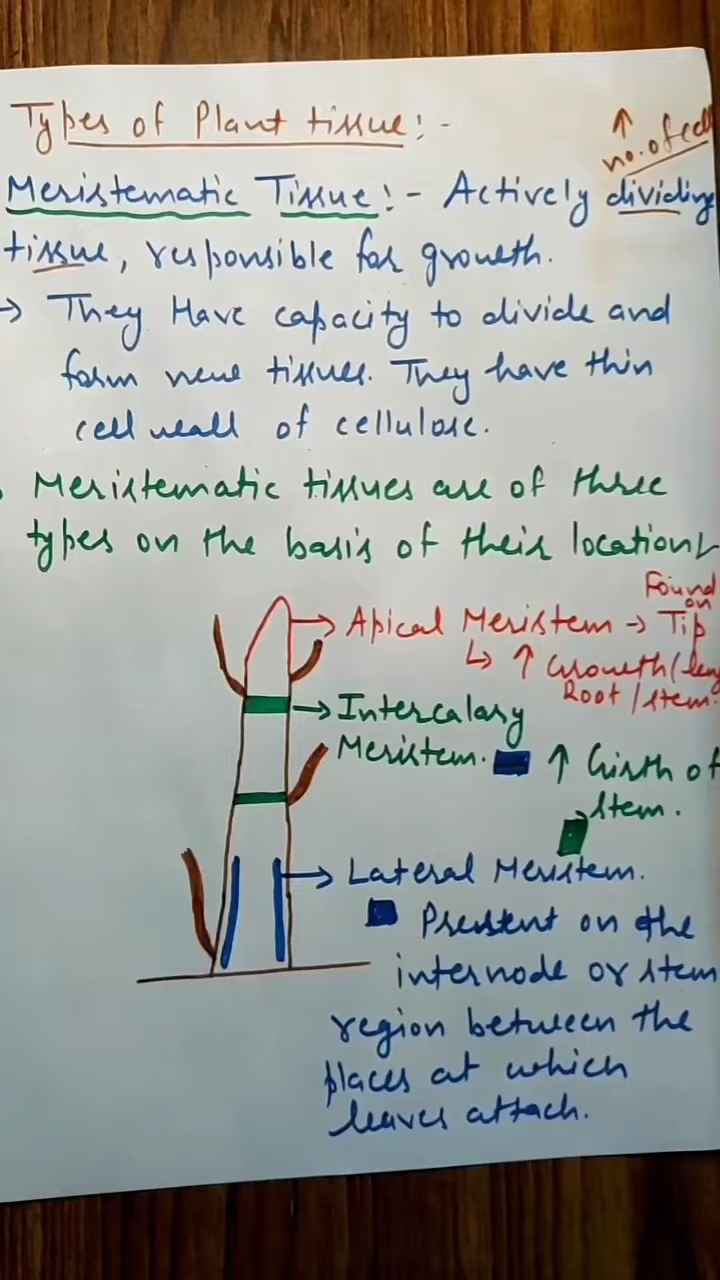 Types of Plant tissue:-
↑
no. of cell
Meristematic Tissue:- Actively dividing
tissue, responsible for growth.
→ They Have capacity to divide and
form new tissues. They have thin
cell wall of cellulose.
Meristematic tissues are of three
types on the basis of their location
Found
on
→ Apical Meristem → Tip
↳ ↑ Growth/len
Root/stem.
→ Intercalary
Meristem.
↑ Girth of
stem.
→ Lateral Meristem.
Present on the
internode or stem
region between the
places at which
leaves attach.